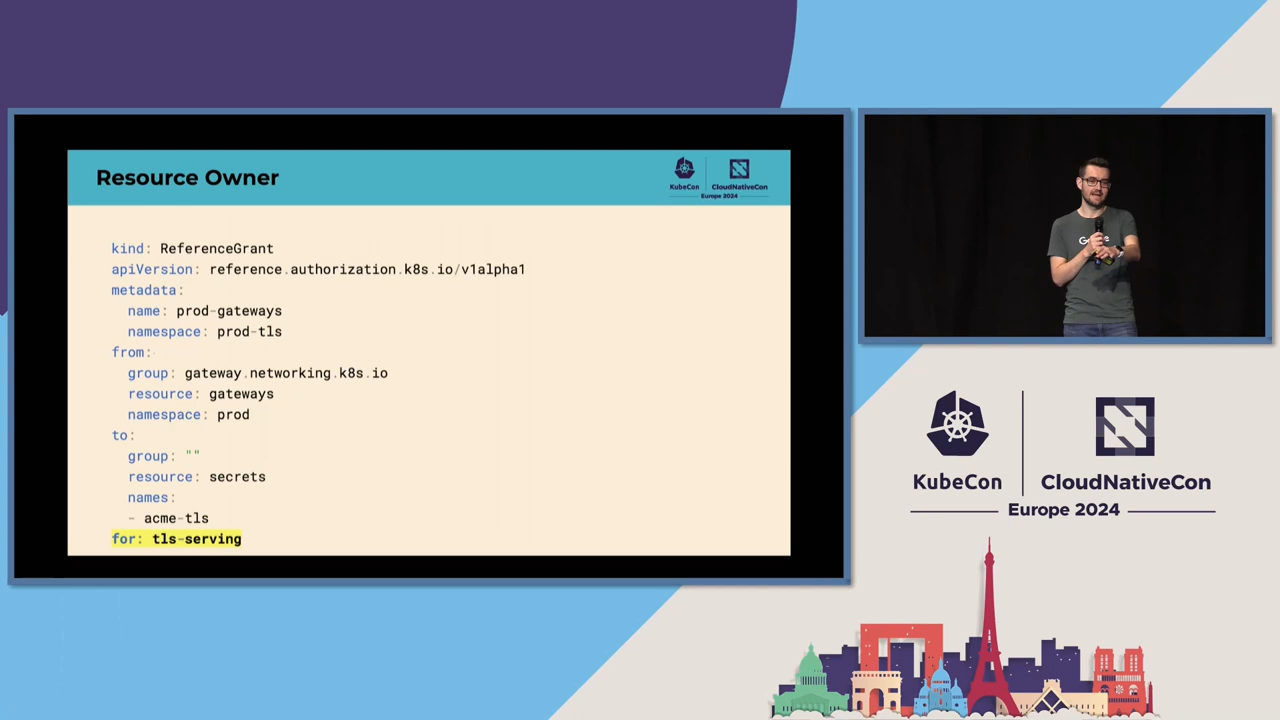 Resource Owner
KubeCon
CloudNativeCon
Europe 2024
kind: ReferenceGrant
apiVersion: reference.authorization.k8s.io/v1alpha1
metadata:
name: prod-gateways
namespace: prod-tls
from:
group: gateway.networking.k8s.io
resource: gateways
namespace: prod
to:
group: ""
resource: secrets
names:
- acme-tls
for: tls-serving
KubeCon
CloudNativeCon
Europe 2024